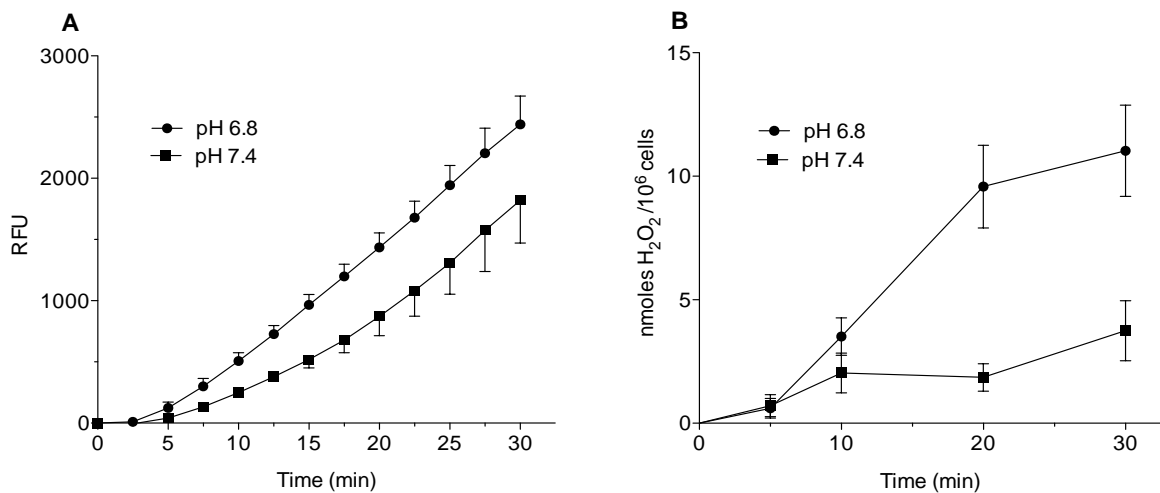 A
3000
2000
1000
0
RFU
pH 6.8
pH 7.4
0 5 10 15 20 25 30
Time (min)
B
15
10
5
0
nmoles H2O2 /10^6 cells
pH 6.8
pH 7.4
0 10 20 30
Time (min)